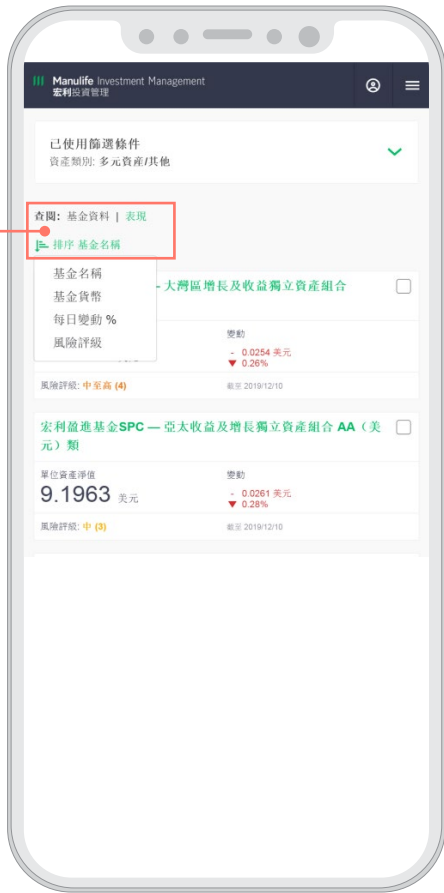 Manulife Investment Management
宏利投資管理
已使用篩選條件
資產類別: 多元資産/其他
查閱: 基金資料 | 表現
排序 基金名稱
基金名稱
基金貨幣
每日變動 %
風險評級
- 大灣區增長及收益獨立資產組合
變動
- 0.0254 美元
▼ 0.26%
風險評級: 中至高 (4)
截至 2019/12/10
宏利盈進基金SPC — 亞太收益及增長獨立資產組合 AA（美
元）類
單位資產淨值
變動
9.1963 美元
- 0.0261 美元
▼ 0.28%
風險評級: 中 (3)
截至 2019/12/10